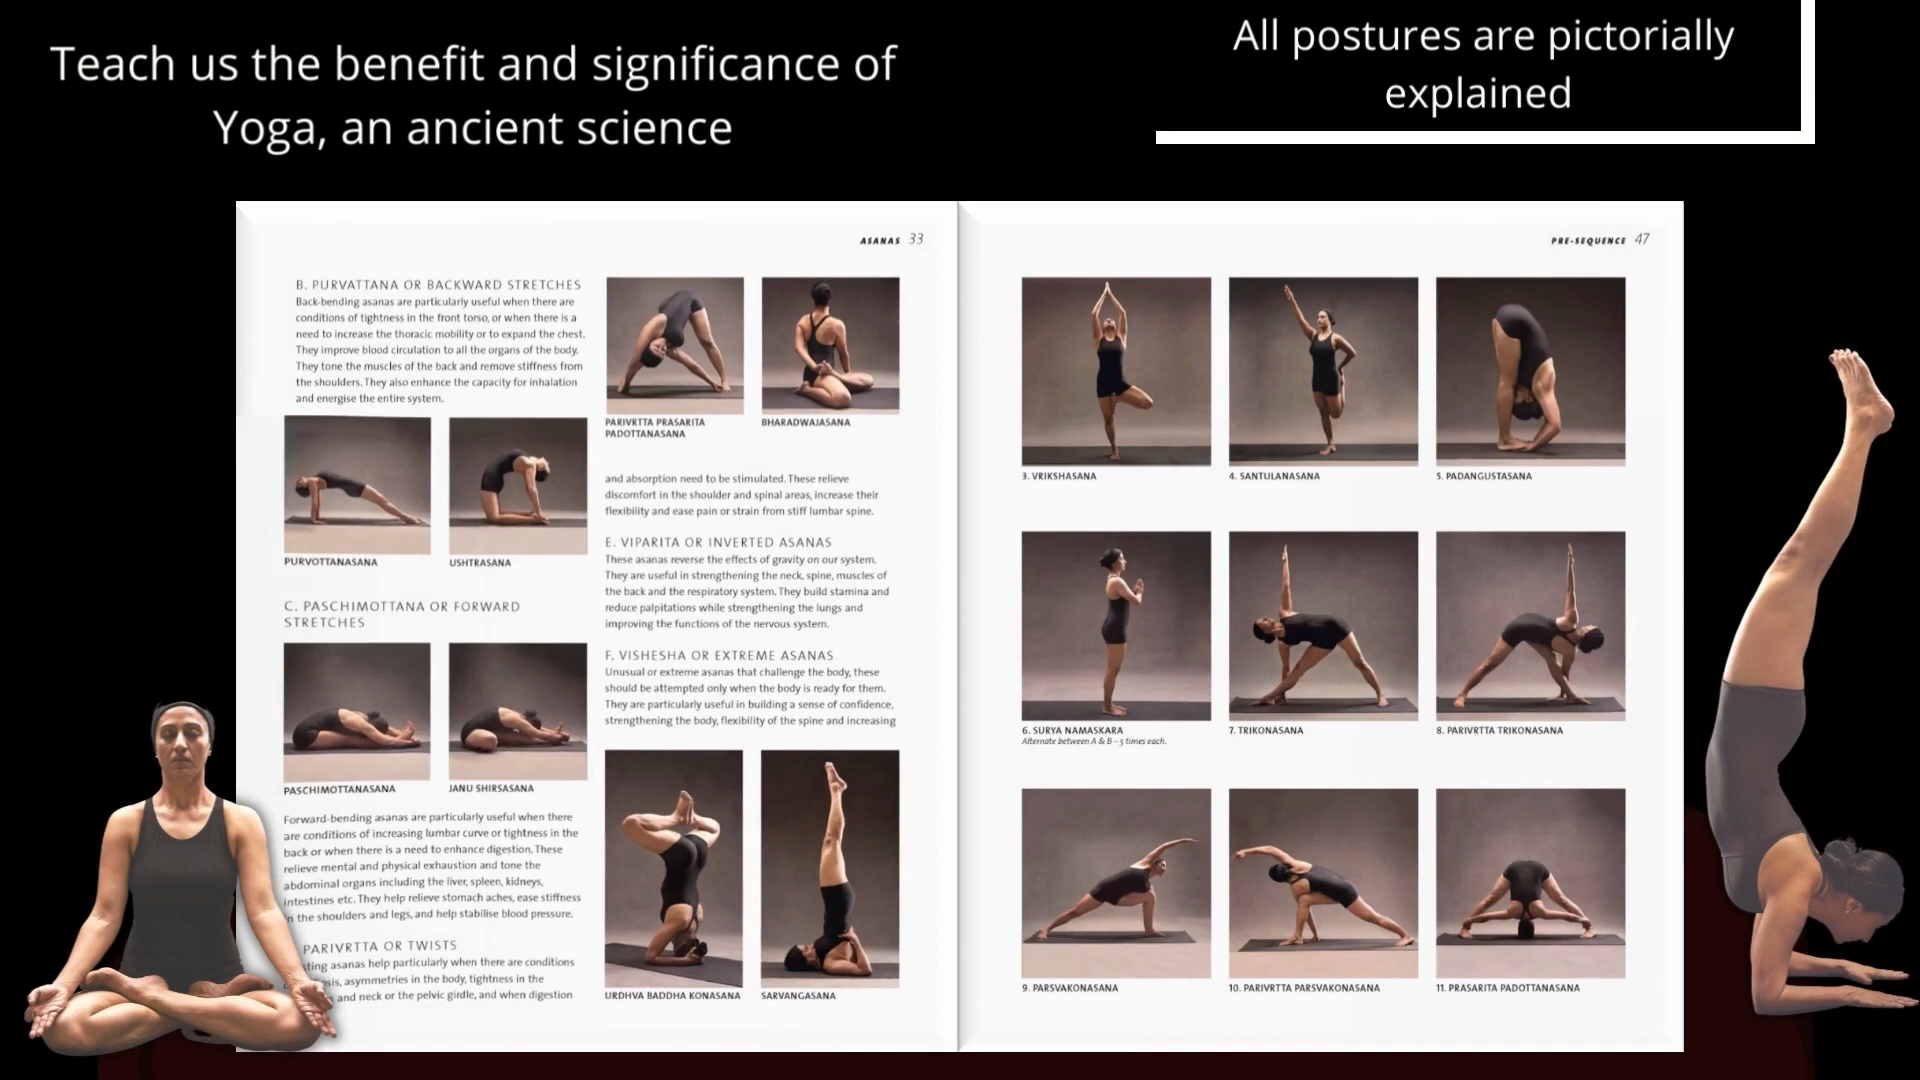 Teach us the benefit and significance of
Yoga, an ancient science
All postures are pictorially
explained
ASANAS 33
B. PURVATTANA OR BACKWARD STRETCHES
Back-bending asanas are particularly useful when there are
conditions of tightness in the front torso, or when there is a
need to increase the thoracic mobility or to expand the chest.
They improve blood circulation to all the organs of the body.
They tone the muscles of the back and remove stiffness from
the shoulders. They also enhance the capacity for inhalation
and energise the entire system.
PURVOTTANASANA
USHTRASANA
C. PASCHIMOTTANA OR FORWARD
STRETCHES
PASCHIMOTTANASANA
JANU SHIRSASANA
Forward-bending asanas are particularly useful when there
are conditions of increasing lumbar curve or tightness in the
back or when there is a need to enhance digestion. These
relieve mental and physical exhaustion and tone the
abdominal organs including the liver, spleen, kidneys,
intestines etc. They help relieve stomach aches, ease stiffness
in the shoulders and legs, and help stabilise blood pressure.
PARIVRTTA OR TWISTS
asanas help particularly when there are conditions
asymmetries in the body, tightness in the
and neck or the pelvic girdle, and when digestion
PARIVRTTA PRASARITA
PADOTTANASANA
BHARADWAJASANA
and absorption need to be stimulated. These relieve
discomfort in the shoulder and spinal areas, increase their
flexibility and ease pain or strain from stiff lumbar spine.
E. VIPARITA OR INVERTED ASANAS
These asanas reverse the effects of gravity on our system.
They are useful in strengthening the neck, spine, muscles of
the back and the respiratory system. They build stamina and
reduce palpitations while strengthening the lungs and
improving the functions of the nervous system.
F. VISHESHA OR EXTREME ASANAS
Unusual or extreme asanas that challenge the body, these
should be attempted only when the body is ready for them.
They are particularly useful in building a sense of confidence,
strengthening the body, flexibility of the spine and increasing
URDHVA BADDHA KONASANA
SARVANGASANA
PRE-SEQUENCE 47
3. VRIKSHASANA
4. SANTULANASANA
5. PADANGUSTASANA
6. SURYA NAMASKARA
Alternate between A & B – 5 times each.
7. TRIKONASANA
8. PARIVRTTA TRIKONASANA
9. PARSVAKONASANA
10. PARIVRTTA PARSVAKONASANA
11. PRASARITA PADOTTANASANA